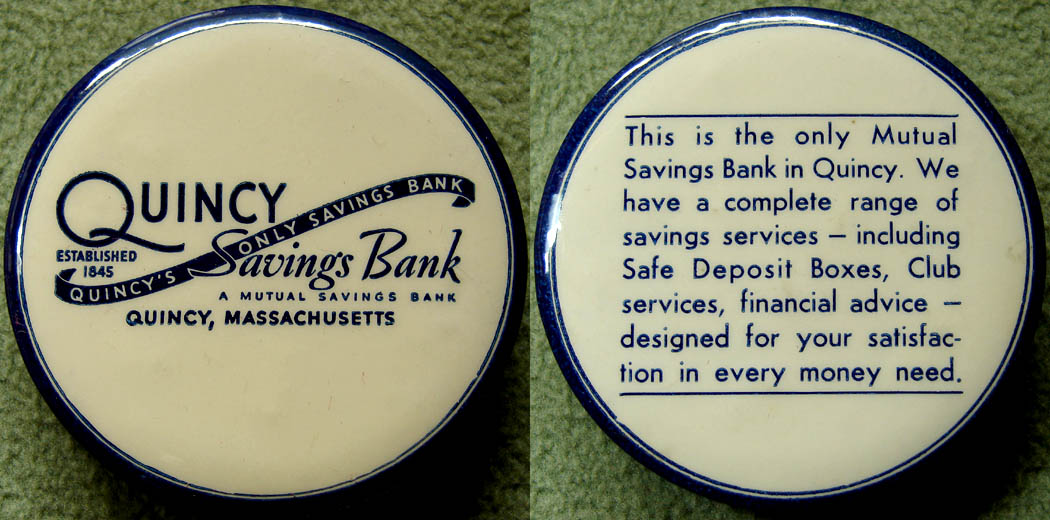 QUINCY
ESTABLISHED
1845
QUINCY'S ONLY SAVINGS BANK
Savings Bank
A MUTUAL SAVINGS BANK
QUINCY, MASSACHUSETTS
This is the only Mutual
Savings Bank in Quincy. We
have a complete range of
savings services — including
Safe Deposit Boxes, Club
services, financial advice —
designed for your satisfac-
tion in every money need.